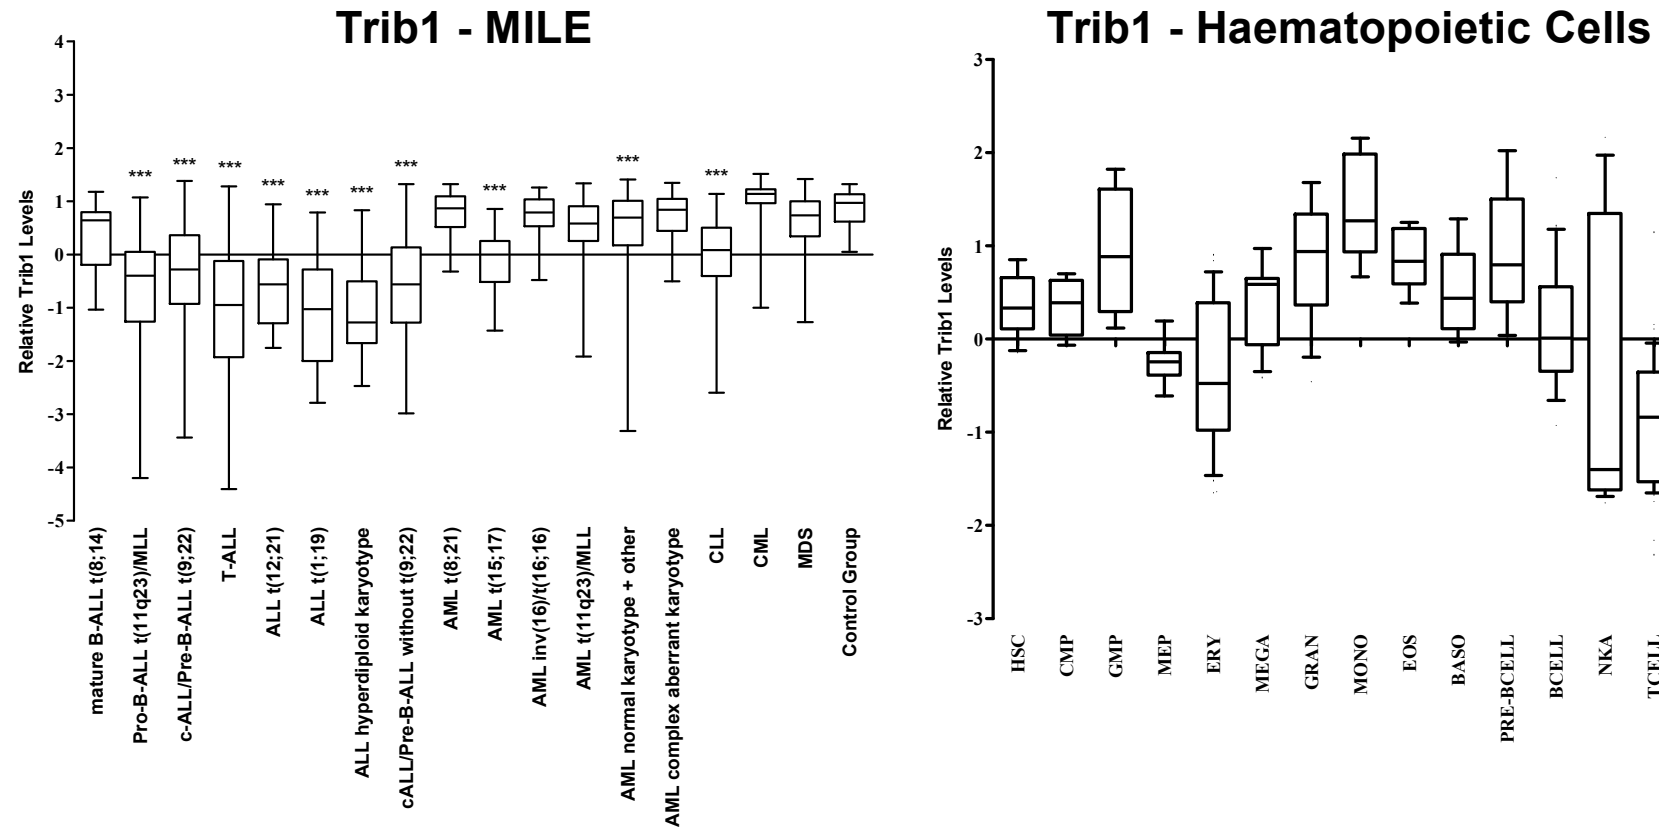 Trib1 - MILE
Relative Trib1 Levels
4
3
2
1
0
-1
-2
-3
-4
-5
***
***
***
***
***
***
***
***
***
***
mature B-ALL t(8;14)
Pro-B-ALL t(11q23)/MLL
c-ALL/Pre-B-ALL t(9;22)
T-ALL
ALL t(12;21)
ALL t(1;19)
ALL hyperdiploid karyotype
cALL/Pre-B-ALL without t(9;22)
AML t(8;21)
AML t(15;17)
AML inv(16)/t(16;16)
AML t(11q23)/MLL
AML normal karyotype + other
AML complex aberrant karyotype
CLL
CML
MDS
Control Group
Trib1 - Haematopoietic Cells
Relative Trib1 Levels
3
2
1
0
-1
-2
-3
HSC
CMP
GMP
MEP
ERY
MEGA
GRAN
MONO
EOS
BASO
PRE-BCELL
BCELL
NKA
TCELL